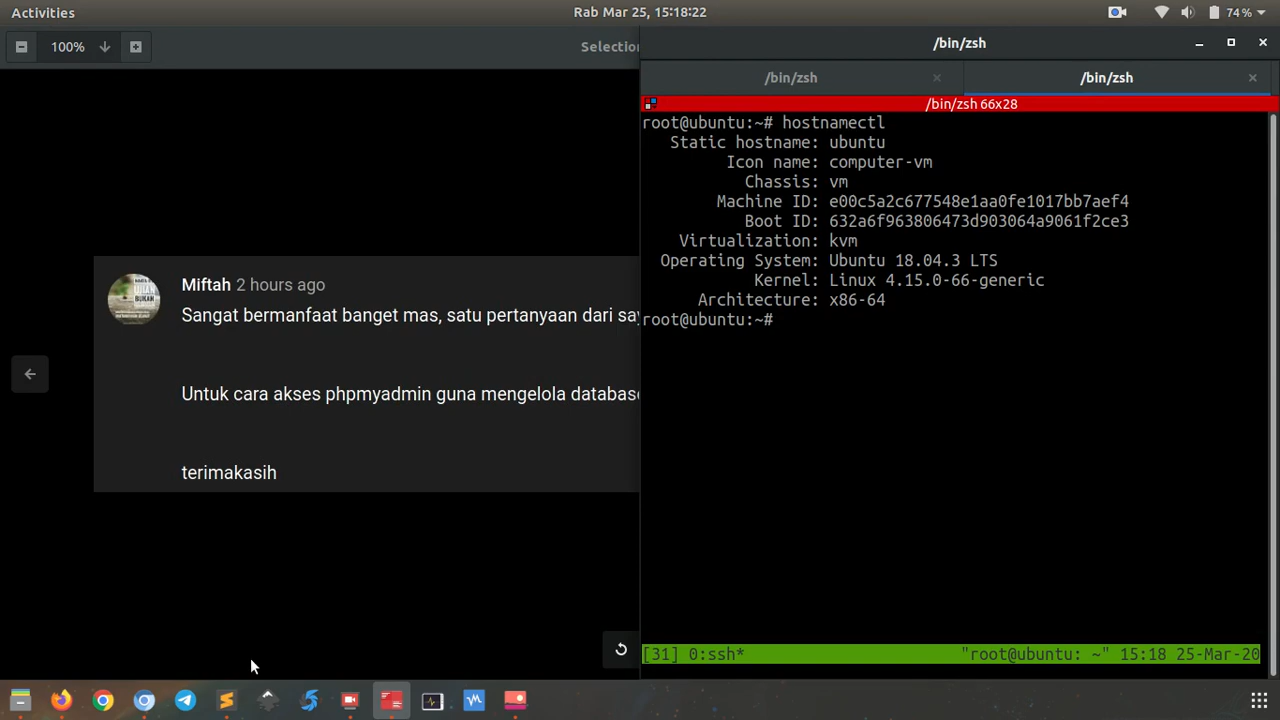 Activities
Rab Mar 25, 15:18:22
74%
100%
Selection
/bin/zsh
/bin/zsh
/bin/zsh
/bin/zsh 66x28
root@ubuntu:~# hostnamectl
Static hostname: ubuntu
Icon name: computer-vm
Chassis: vm
Machine ID: e00c5a2c677548e1aa0fe1017bb7aef4
Boot ID: 632a6f963806473d903064a9061f2ce3
Virtualization: kvm
Operating System: Ubuntu 18.04.3 LTS
Kernel: Linux 4.15.0-66-generic
Architecture: x86-64
root@ubuntu:~#
Miftah 2 hours ago
Sangat bermanfaat banget mas, satu pertanyaan dari
Untuk cara akses phpmyadmin guna mengelola database
terimakasih
[31] 0:ssh* "root@ubuntu: ~" 15:18 25-Mar-20